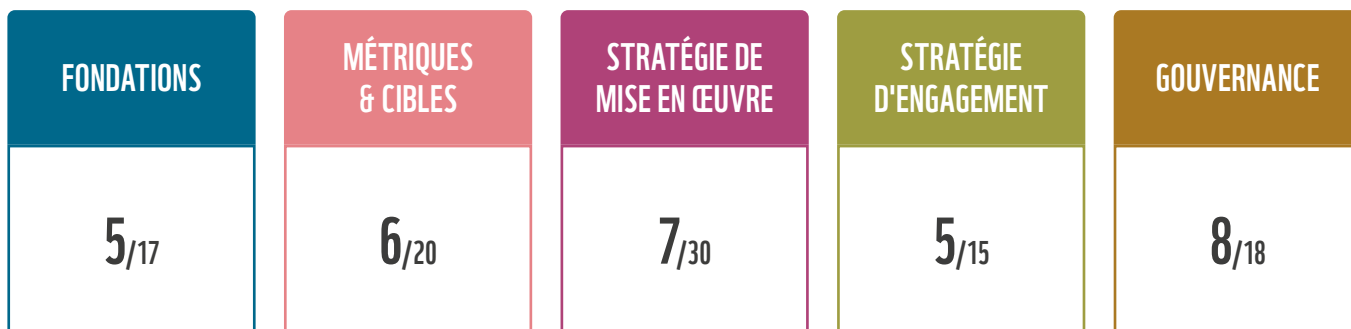 FONDATIONS
5/17
MÉTRIQUES
& CIBLES
6/20
STRATÉGIE DE
MISE EN ŒUVRE
7/30
STRATÉGIE
D'ENGAGEMENT
5/15
GOUVERNANCE
8/18